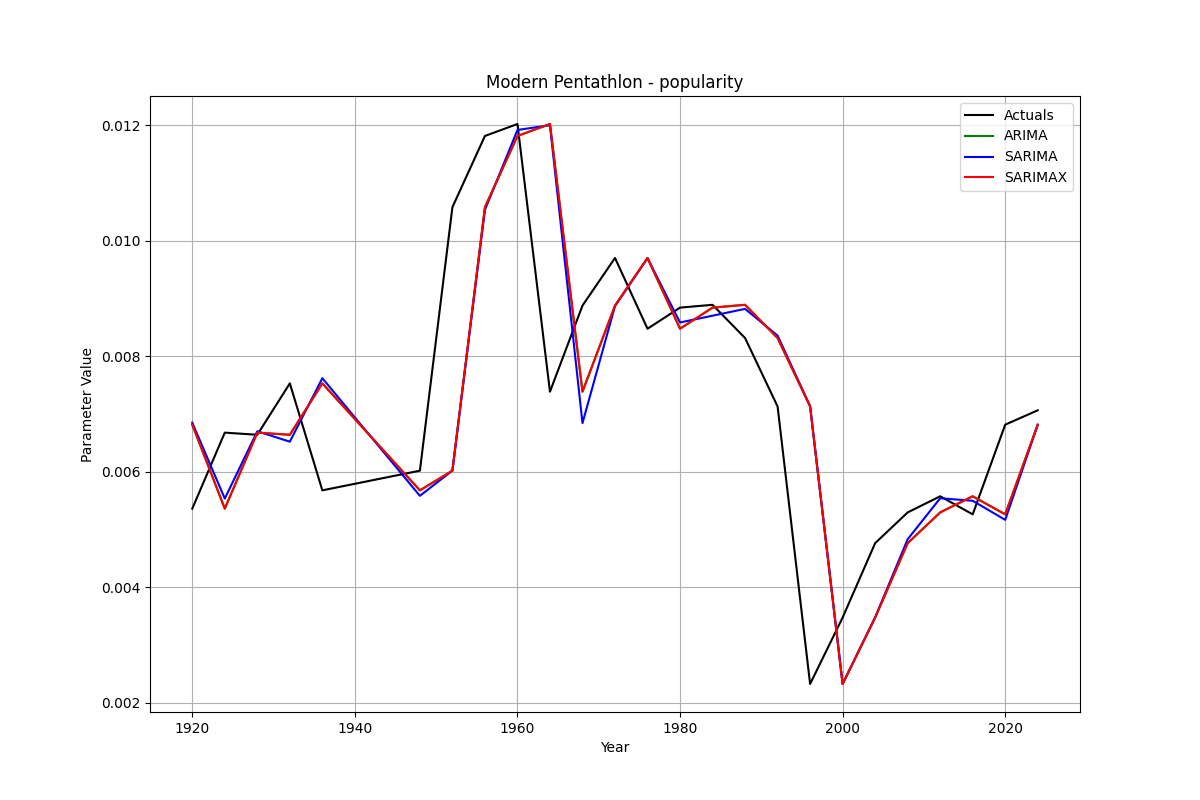 Modern Pentathlon - popularity
Actuals
ARIMA
SARIMA
SARIMAX
Parameter Value
0.012
0.010
0.008
0.006
0.004
0.002
1920 1940 1960 1980 2000 2020
Year